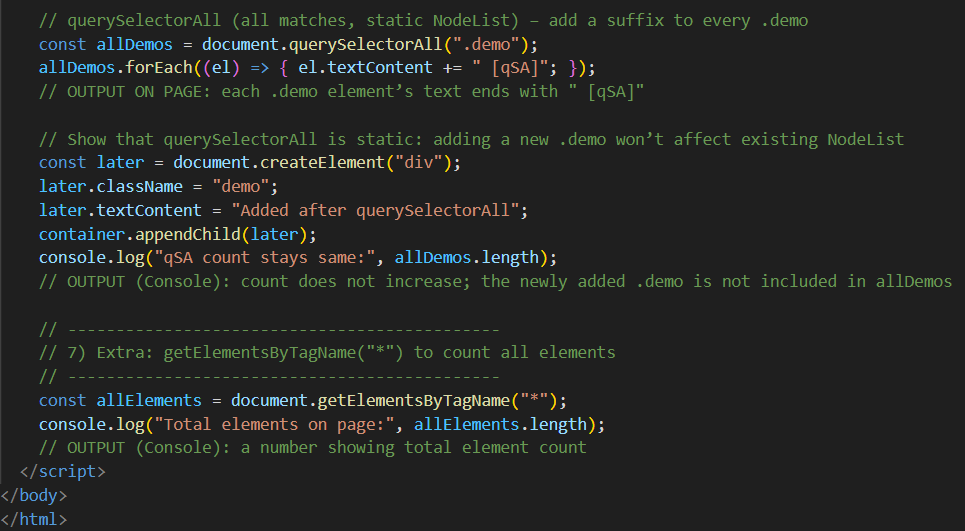 // querySelectorAll (all matches, static NodeList) – add a suffix to every .demo
const allDemos = document.querySelectorAll(".demo");
allDemos.forEach((el) => { el.textContent += " [qSA]"; });
// OUTPUT ON PAGE: each .demo element’s text ends with " [qSA]"

// Show that querySelectorAll is static: adding a new .demo won’t affect existing NodeList
const later = document.createElement("div");
later.className = "demo";
later.textContent = "Added after querySelectorAll";
container.appendChild(later);
console.log("qSA count stays same:", allDemos.length);
// OUTPUT (Console): count does not increase; the newly added .demo is not included in allDemos

// ---------------------------------------------
// 7) Extra: getElementsByTagName("*") to count all elements
// ---------------------------------------------
const allElements = document.getElementsByTagName("*");
console.log("Total elements on page:", allElements.length);
// OUTPUT (Console): a number showing total element count
</script>
</body>
</html>